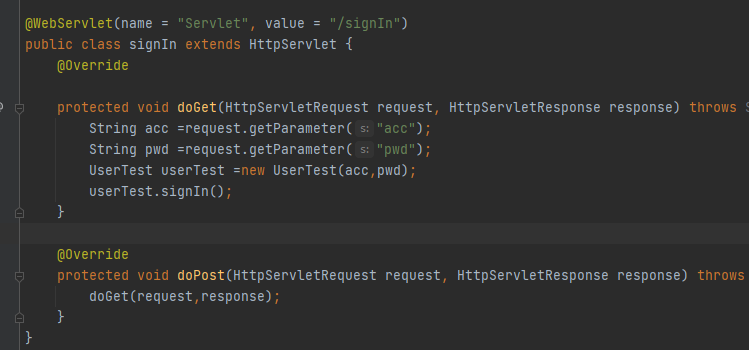 @WebServlet(name = "Servlet", value = "/signIn")
public class signIn extends HttpServlet {
@Override
protected void doGet(HttpServletRequest request, HttpServletResponse response) throws
String acc =request.getParameter( s: "acc");
String pwd =request.getParameter( s: "pwd");
UserTest userTest =new UserTest(acc,pwd);
userTest.signIn();
}
@Override
protected void doPost(HttpServletRequest request, HttpServletResponse response) throws
doGet(request,response);
}
}